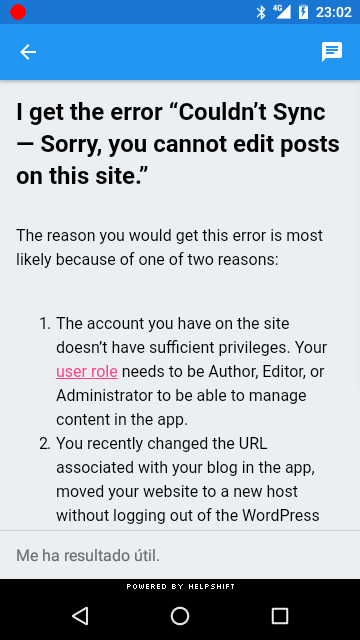 4G 23:02
I get the error “Couldn’t Sync
— Sorry, you cannot edit posts
on this site.”
The reason you would get this error is most
likely because of one of two reasons:
1. The account you have on the site
doesn’t have sufficient privileges. Your
user role needs to be Author, Editor, or
Administrator to be able to manage
content in the app.
2. You recently changed the URL
associated with your blog in the app,
moved your website to a new host
without logging out of the WordPress
Me ha resultado útil.
POWERED BY HELPSHIFT